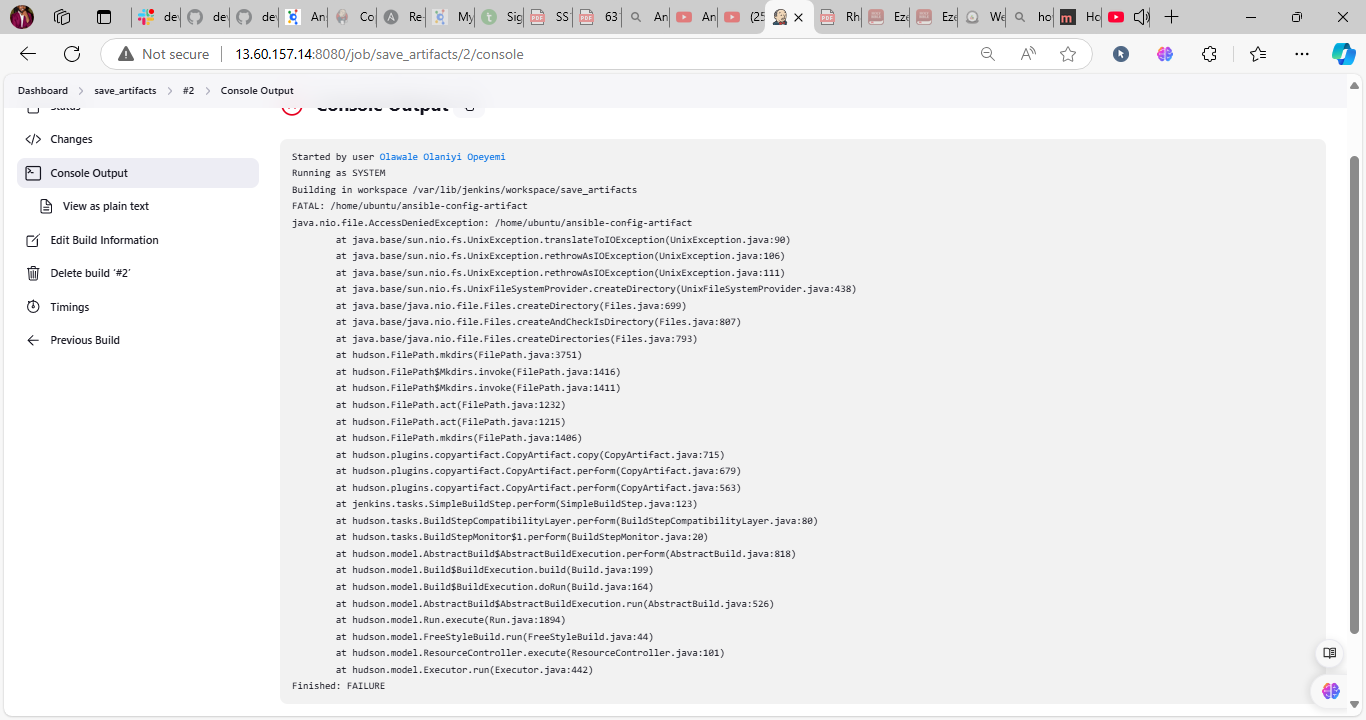 dev
dev
dev
An
Co
Re
My
Sig
SS
63
An
An
(25
Rh
Eze
Eze
We
ho
Ho
Not secure
13.60.157.14:8080/job/save_artifacts/2/console
Dashboard
save_artifacts
#2
Console Output
Status
Console Output
Changes
Console Output
View as plain text
Edit Build Information
Delete build ‘#2’
Timings
Previous Build
Started by user Olawale Olaniyi Opeyemi
Running as SYSTEM
Building in workspace /var/lib/jenkins/workspace/save_artifacts
FATAL: /home/ubuntu/ansible-config-artifact
java.nio.file.AccessDeniedException: /home/ubuntu/ansible-config-artifact
at java.base/sun.nio.fs.UnixException.translateToIOException(UnixException.java:90)
at java.base/sun.nio.fs.UnixException.rethrowAsIOException(UnixException.java:106)
at java.base/sun.nio.fs.UnixException.rethrowAsIOException(UnixException.java:111)
at java.base/sun.nio.fs.UnixFileSystemProvider.createDirectory(UnixFileSystemProvider.java:438)
at java.base/java.nio.file.Files.createDirectory(Files.java:699)
at java.base/java.nio.file.Files.createAndCheckIsDirectory(Files.java:807)
at java.base/java.nio.file.Files.createDirectories(Files.java:793)
at hudson.FilePath.mkdirs(FilePath.java:3751)
at hudson.FilePath$Mkdirs.invoke(FilePath.java:1416)
at hudson.FilePath$Mkdirs.invoke(FilePath.java:1411)
at hudson.FilePath.act(FilePath.java:1232)
at hudson.FilePath.act(FilePath.java:1215)
at hudson.FilePath.mkdirs(FilePath.java:1406)
at hudson.plugins.copyartifact.CopyArtifact.copy(CopyArtifact.java:715)
at hudson.plugins.copyartifact.CopyArtifact.perform(CopyArtifact.java:679)
at hudson.plugins.copyartifact.CopyArtifact.perform(CopyArtifact.java:563)
at jenkins.tasks.SimpleBuildStep.perform(SimpleBuildStep.java:123)
at hudson.tasks.BuildStepCompatibilityLayer.perform(BuildStepCompatibilityLayer.java:80)
at hudson.tasks.BuildStepMonitor$1.perform(BuildStepMonitor.java:20)
at hudson.model.AbstractBuild$AbstractBuildExecution.perform(AbstractBuild.java:818)
at hudson.model.Build$BuildExecution.build(Build.java:199)
at hudson.model.Build$BuildExecution.doRun(Build.java:164)
at hudson.model.AbstractBuild$AbstractBuildExecution.run(AbstractBuild.java:526)
at hudson.model.Run.execute(Run.java:1894)
at hudson.model.FreeStyleBuild.run(FreeStyleBuild.java:44)
at hudson.model.ResourceController.execute(ResourceController.java:101)
at hudson.model.Executor.run(Executor.java:442)
Finished: FAILURE